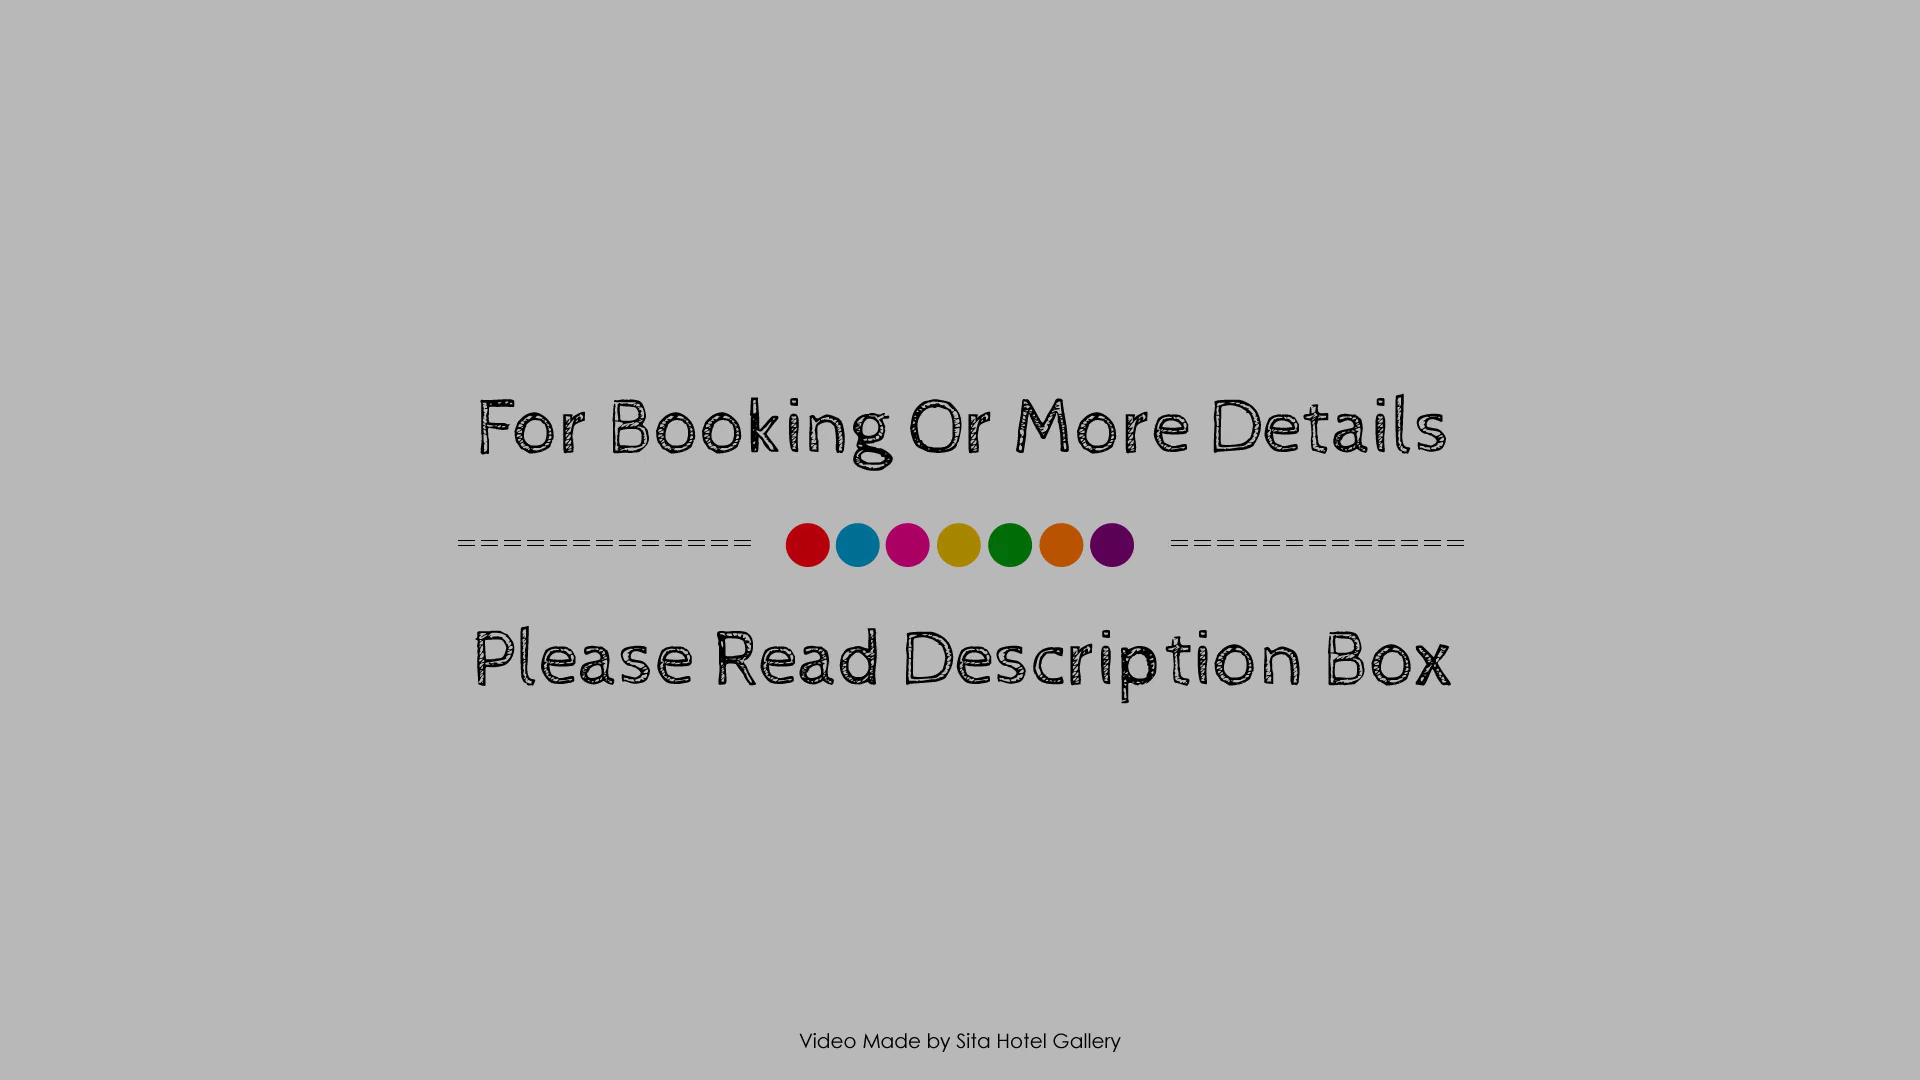 For Booking Or More Details
============= =============
Please Read Description Box
Video Made by Sita Hotel Gallery